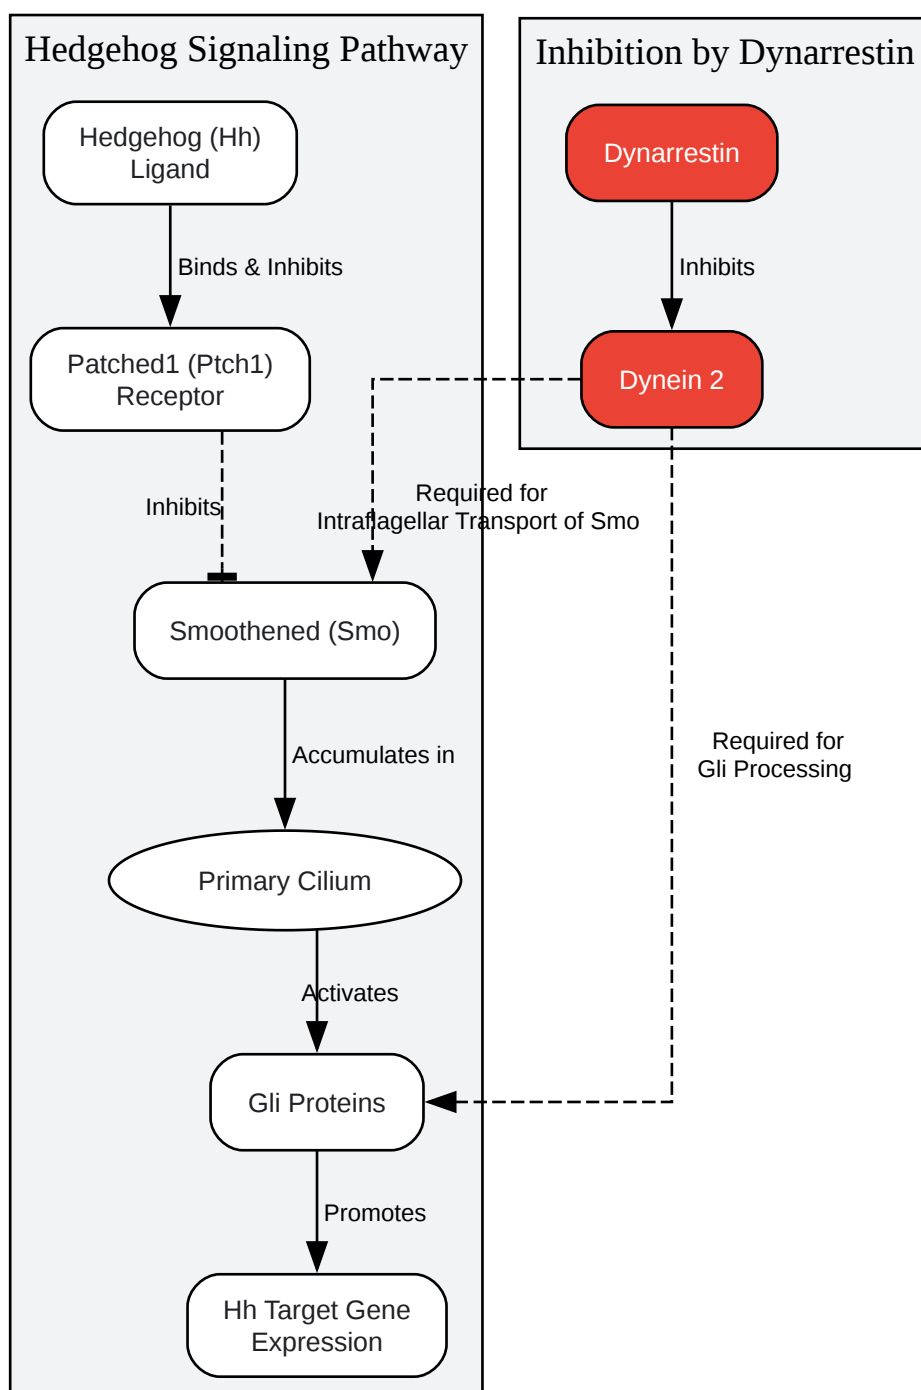 Hedgehog Signaling Pathway
Hedgehog (Hh)
Ligand
Binds & Inhibits
Patched1 (Ptch1)
Receptor
Inhibits
Smoothened (Smo)
Accumulates in
Primary Cilium
Activates
Gli Proteins
Promotes
Hh Target Gene
Expression
Inhibition by Dynarrestin
Dynarrestin
Inhibits
Dynein 2
Required for
Intraflagellar Transport of Smo
Required for
Gli Processing